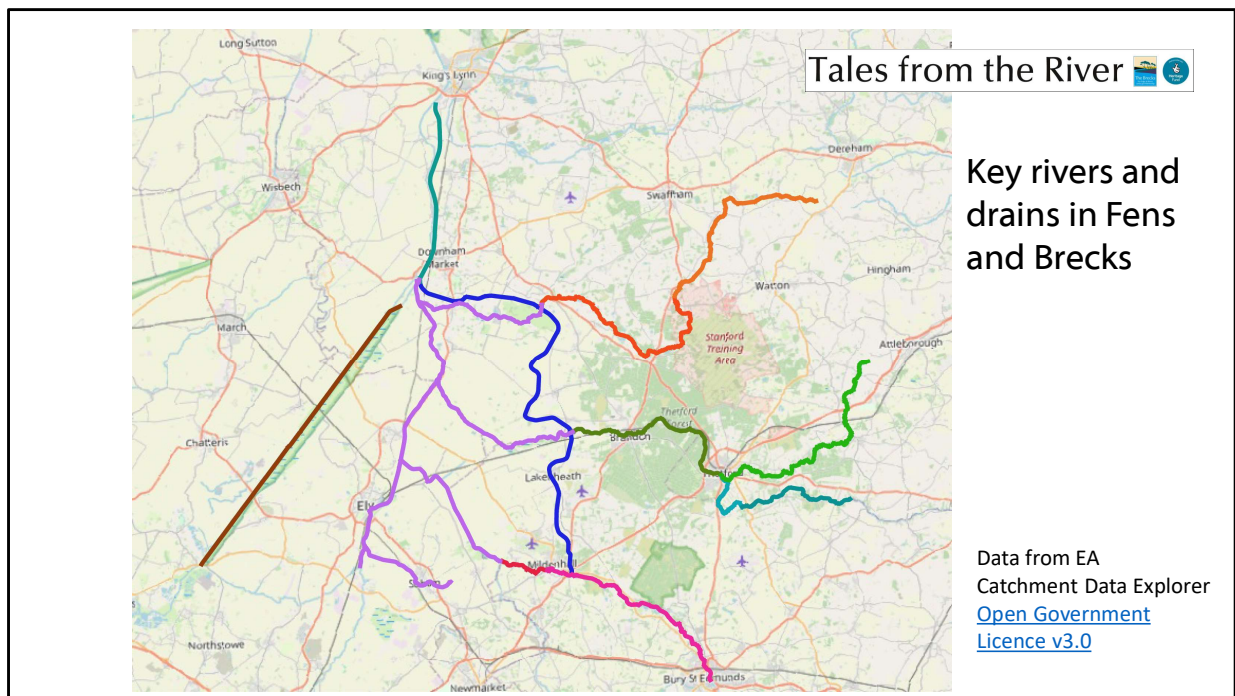 Tales from the River
Key rivers and
drains in Fens
and Brecks
Data from EA
Catchment Data Explorer
Open Government
Licence v3.0
Long Sutton
King's Lynn
Dereham
Wisbech
Swaffham
Downham
Market
Hingham
Watton
March
Stanford
Training
Area
Attleborough
Thetford
Forest
Chatteris
Brandon
Lakenheath
Thetford
Ely
Mildenhall
Soham
Northstowe
Newmarket
Bury St Edmunds